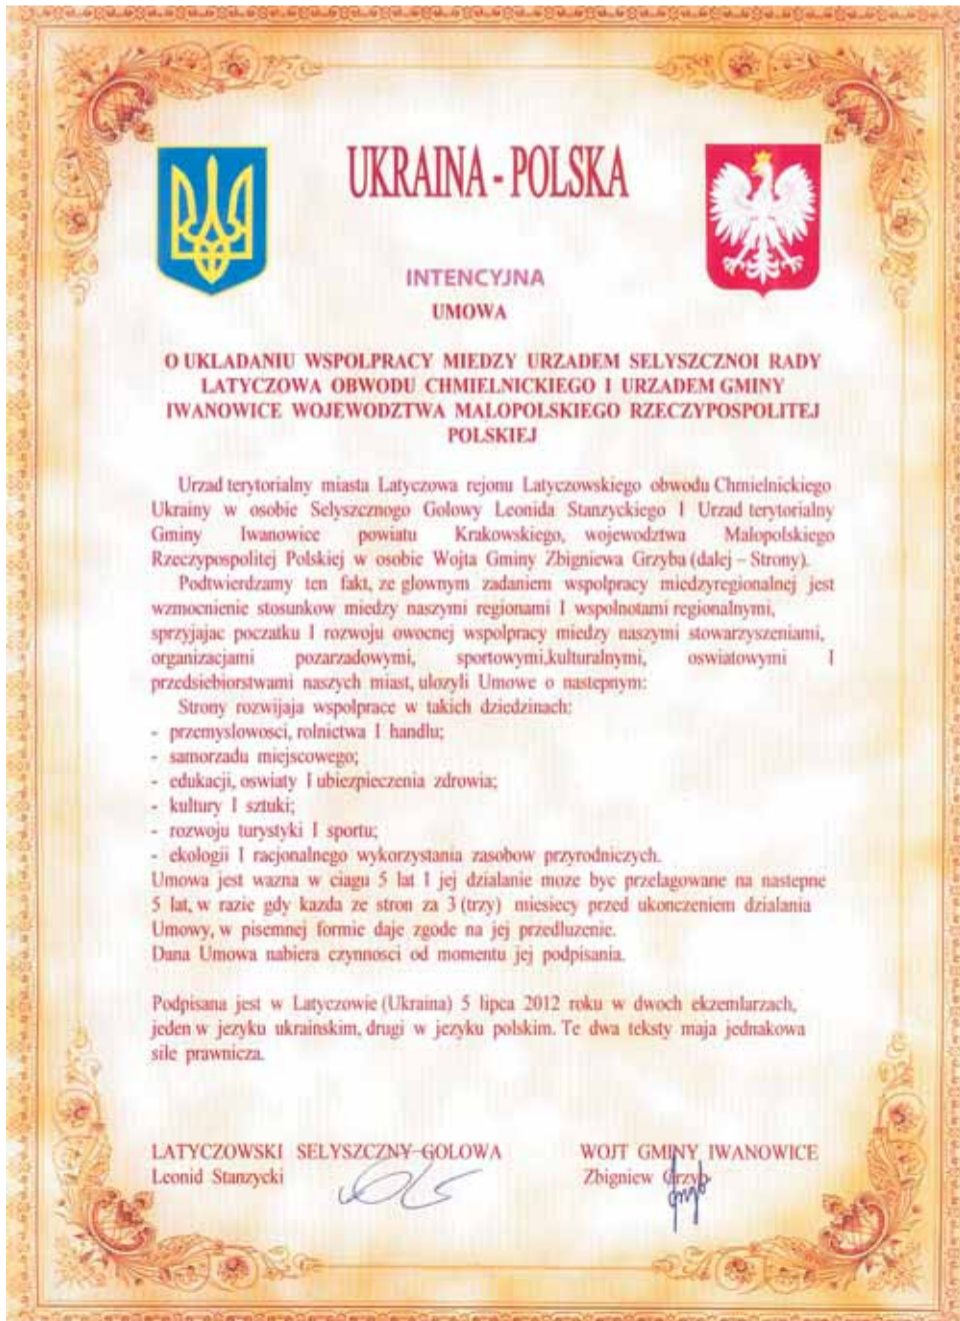 UKRAINA - POLSKA
INTENCYJNA
UMOWA
O UKLADANIU WSPOLPRACY MIEDZY URZADEM SELYSZCZNOI RADY
LATYCZOWA OBWODU CHMIELNICKIEGO I URZADEM GMINY
IWANOWICE WOJEWODZTWA MALOPOLSKIEGO RZECZYPOSPOLITEJ
POLSKIEJ
Urzad terytorialny miasta Latyczowa rejonu Latyczowskiego obwodu Chmielnickiego
Ukrainy w osobie Selyszcznogo Golowy Leonida Stanzyckiego I Urzad terytorialny
Gminy Iwanowice powiatu Krakowskiego, wojewodztwa Malopolskiego
Rzeczypospolitej Polskiej w osobie Wojta Gminy Zbigniewa Grzyba (dalej – Strony).
Podtwierdzamy ten fakt, ze glownym zadaniem wspolpracy miedzyregionalnej jest
wzmocnienie stosunkow miedzy naszymi regionami I wspolnotami regionalnymi,
sprzyjajac poczatku I rozwoju owocnej wspolpracy miedzy naszymi stowarzyszeniami,
organizacjami pozarzadowymi, sportowymi,kulturalnymi, oswiatowymi I
przedsiebiorstwami naszych miast, ulozyli Umowe o nastepnym:
Strony rozwijaja wspolprace w takich dziedzinach:
- przemyslowosci, rolnictwa I handlu;
- samorzadu miejscowego;
- edukacji, oswiaty I ubiezpieczenia zdrowia;
- kultury I sztuki;
- rozwoju turystyki I sportu;
- ekologii I racjonalnego wykorzystania zasobow przyrodniczych.
Umowa jest wazna w ciagu 5 lat I jej dzialanie moze byc przelagowane na nastepne
5 lat, w razie gdy kazda ze stron za 3 (trzy) miesiecy przed ukonczeniem dzialania
Umowy, w pisemnej formie daje zgode na jej przedluzenie.
Dana Umowa nabiera czynnosci od momentu jej podpisania.
Podpisana jest w Latyczowie (Ukraina) 5 lipca 2012 roku w dwoch ekzemlarzach,
jeden w jezyku ukrainskim, drugi w jezyku polskim. Te dwa teksty maja jednakowa
sile prawnicza.
LATYCZOWSKI SELYSZCZNY GOLOWA WOJT GMINY IWANOWICE
Leonid Stanzycki Zbigniew Grzyb